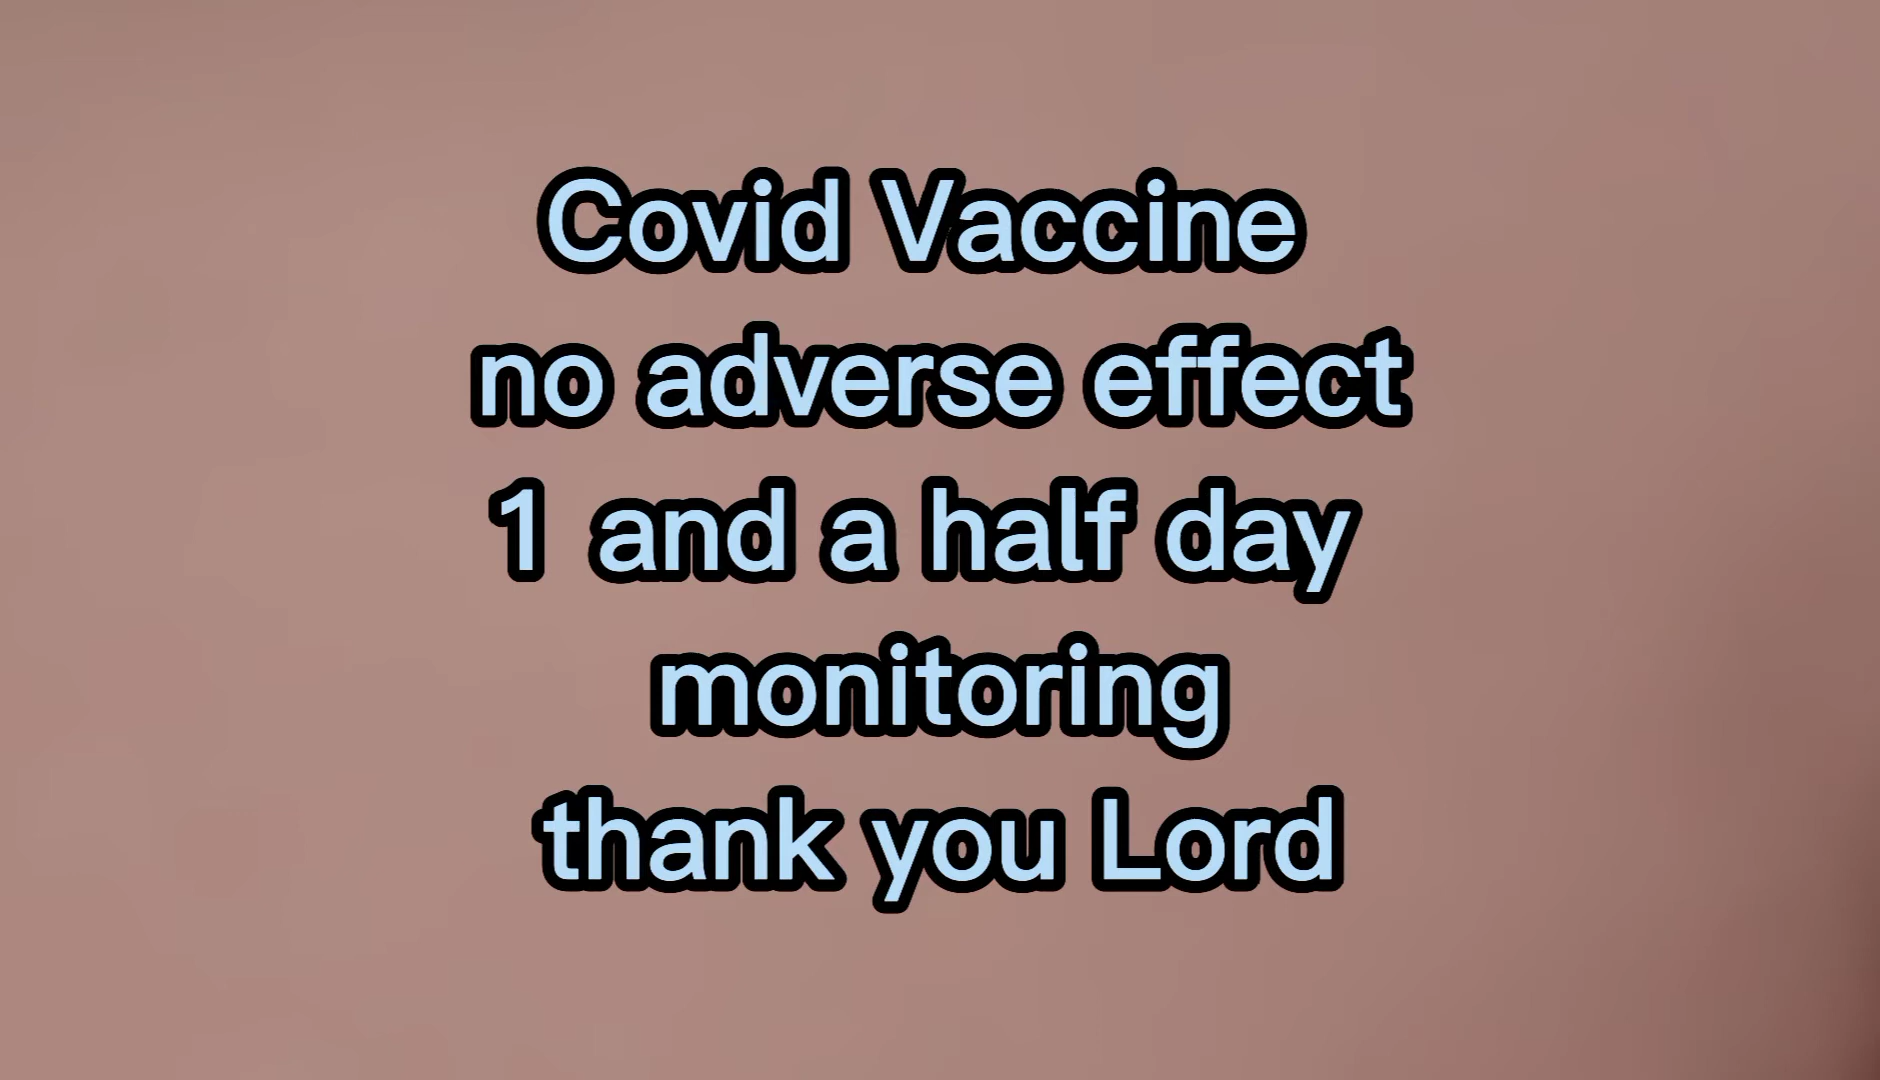 Covid Vaccine
no adverse effect
1 and a half day
monitoring
thank you Lord